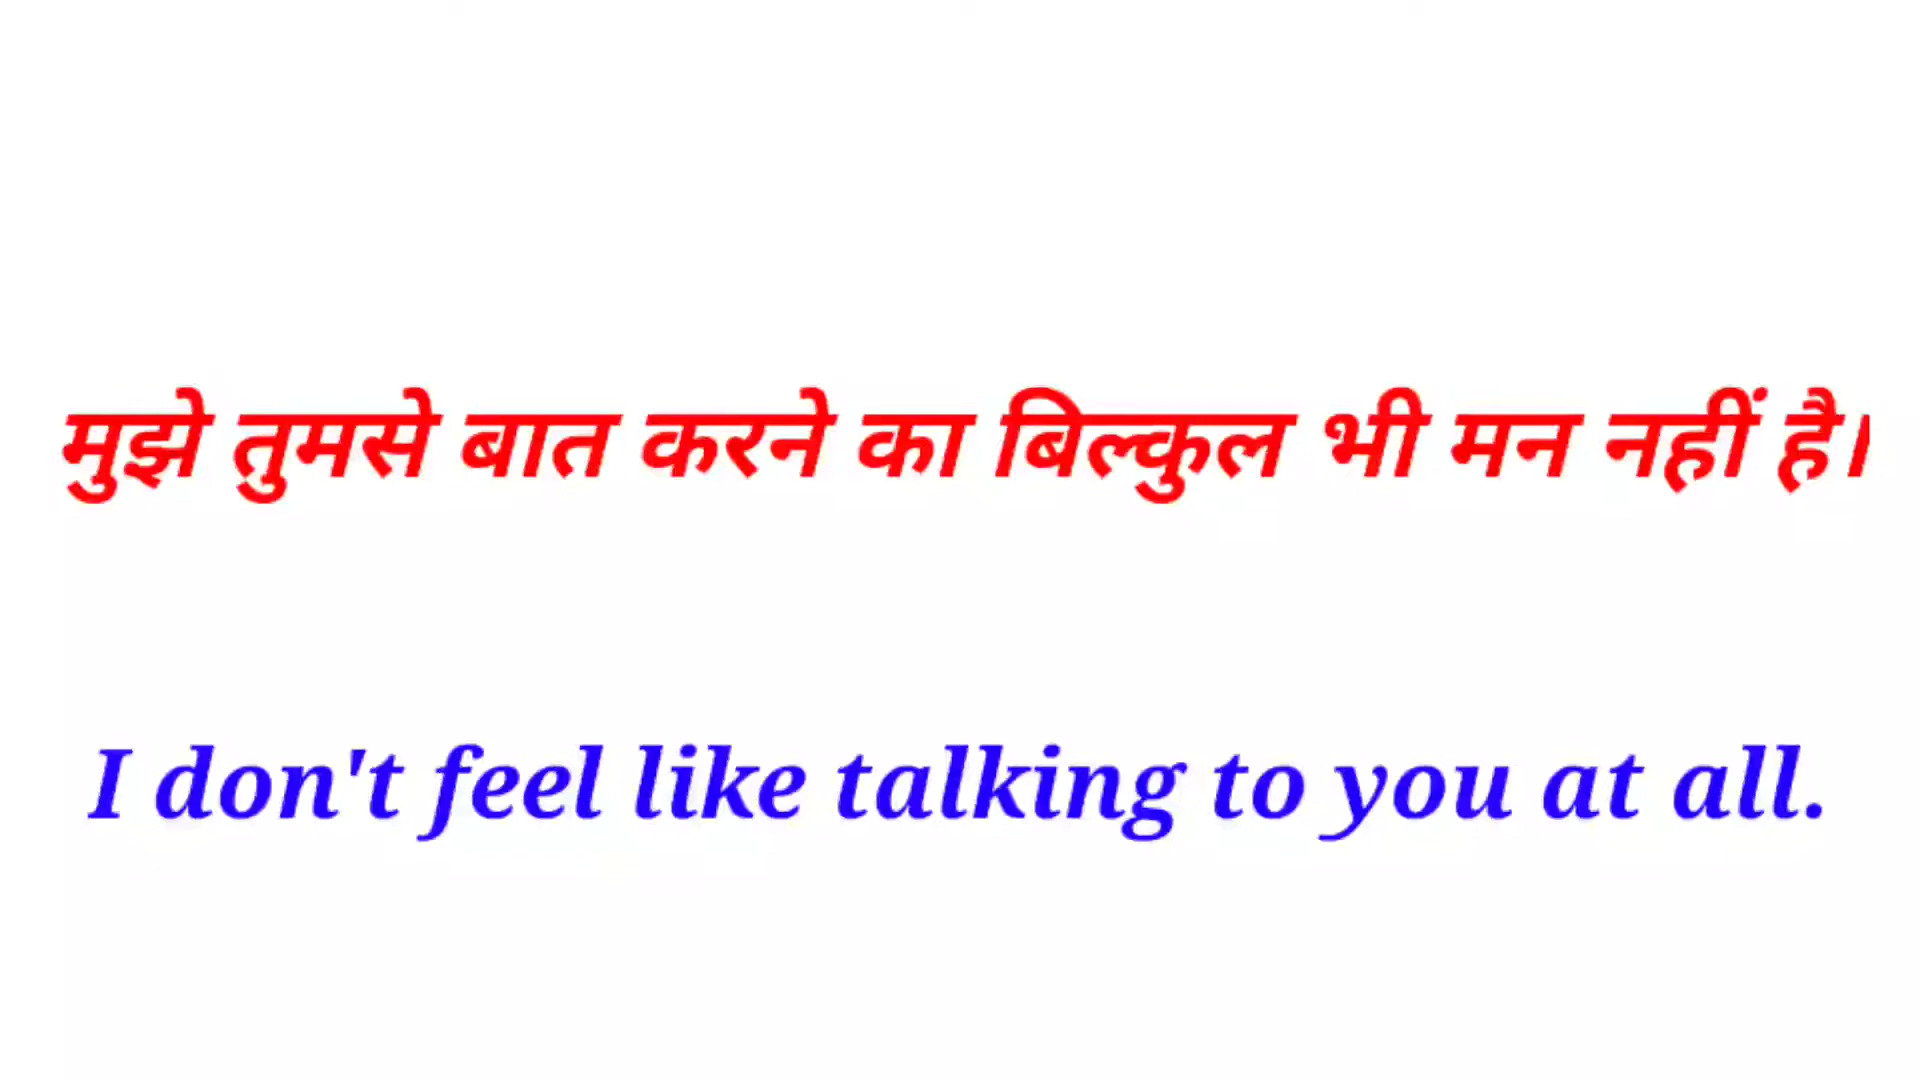 मुझे तुमसे बात करने का बिल्कुल भी मन नहीं है।
I don't feel like talking to you at all.